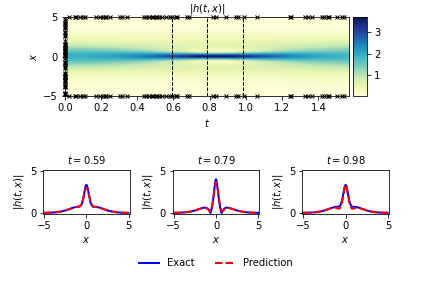 |h(t, x)|
5
0
−5
x
3
2
1
0.0 0.2 0.4 0.6 0.8 1.0 1.2 1.4
t
t = 0.59 t = 0.79 t = 0.98
|h(t, x)| |h(t, x)| |h(t, x)|
5 5 5
0 0 0
−5 0 5 −5 0 5 −5 0 5
x x x
Exact Prediction